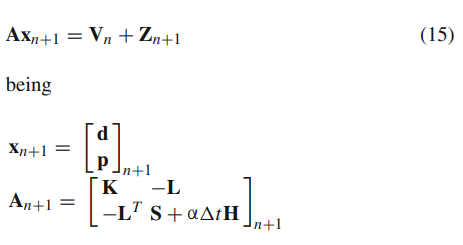 Ax_{n+1} = V_n + Z_{n+1} (15)
being
x_{n+1} = [d p]_{n+1}
A_{n+1} = [K −L
−L^T S + αΔtH]_{n+1}